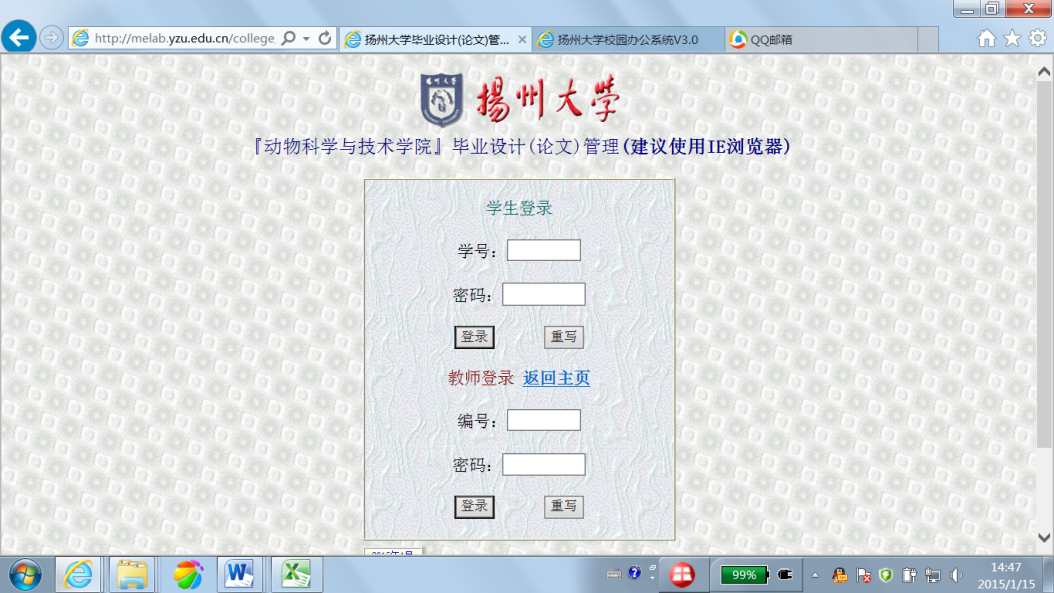 http://melab.yzu.edu.cn/college
扬州大学毕业设计(论文)管...
扬州大学校园办公系统V3.0
QQ邮箱
揚州大学
『动物科学与技术学院』毕业设计(论文)管理(建议使用IE浏览器)
学生登录
学号：
密码：
登录 重写
教师登录 返回主页
编号：
密码：
登录 重写
99%
14:47
2015/1/15